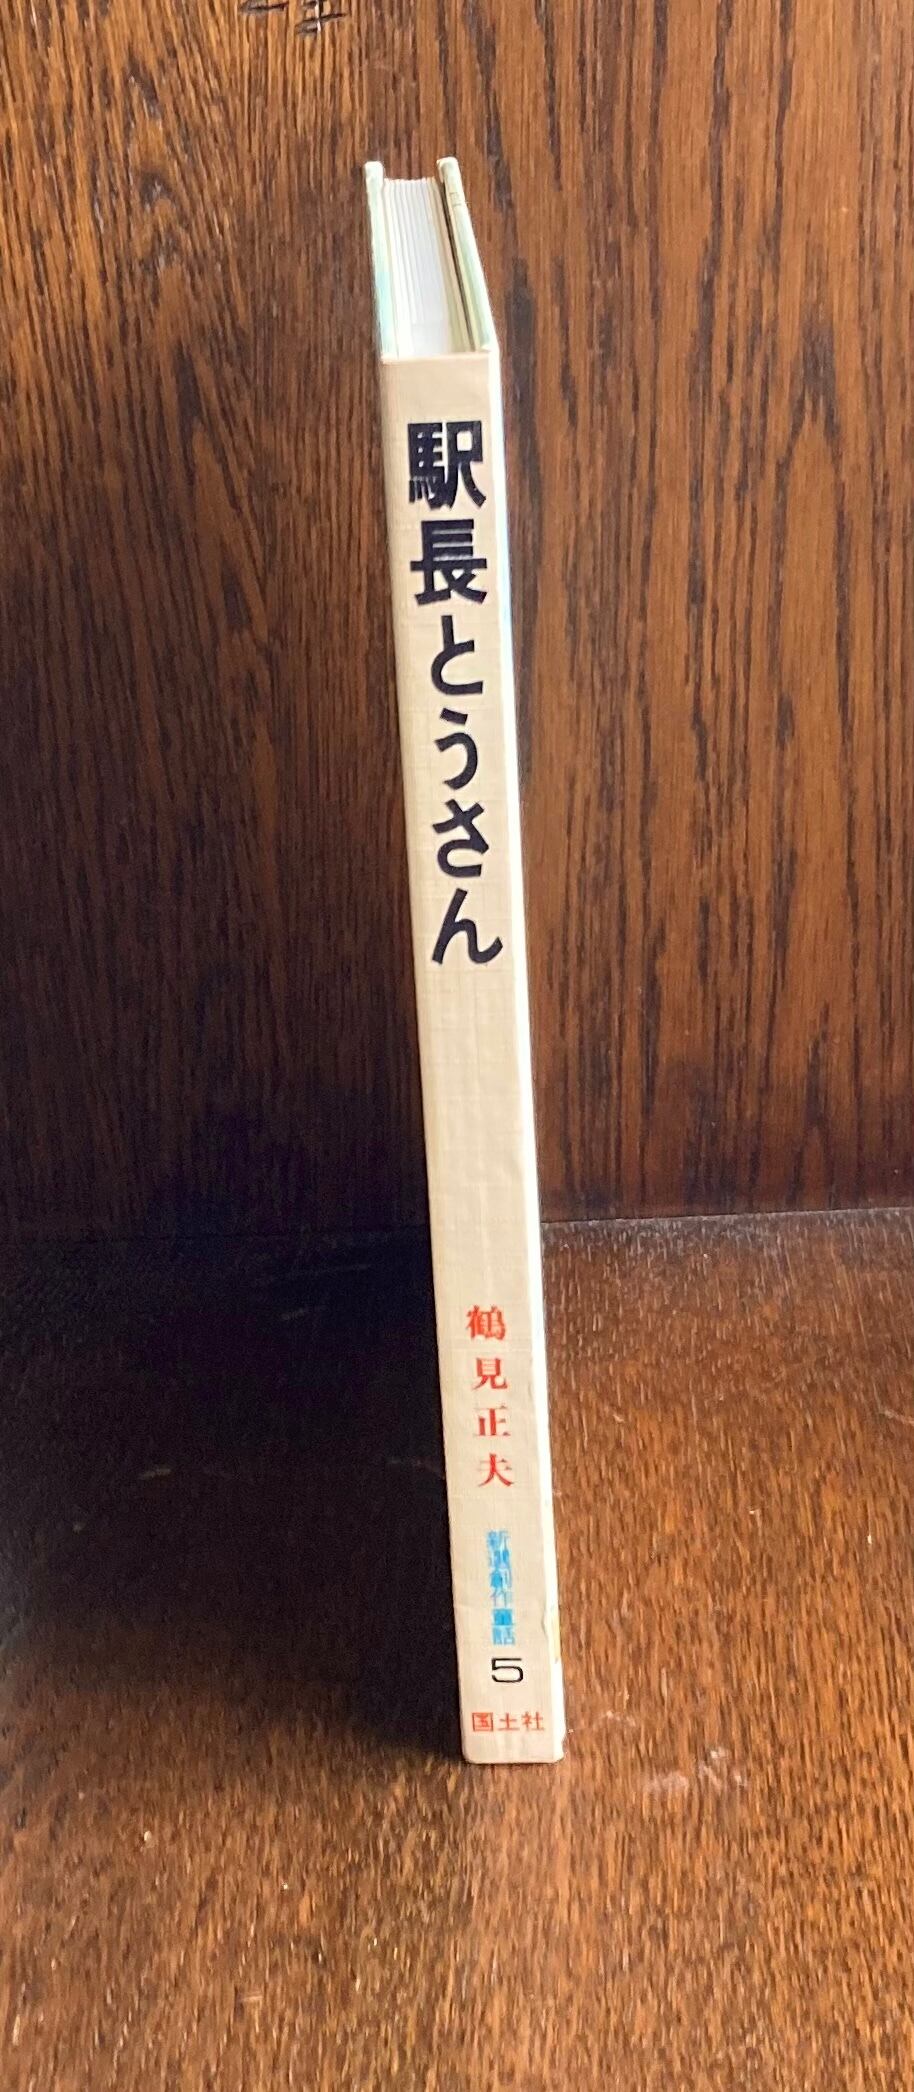 駅長とうさん
鶴見正夫
新選創作童話
5
国土社